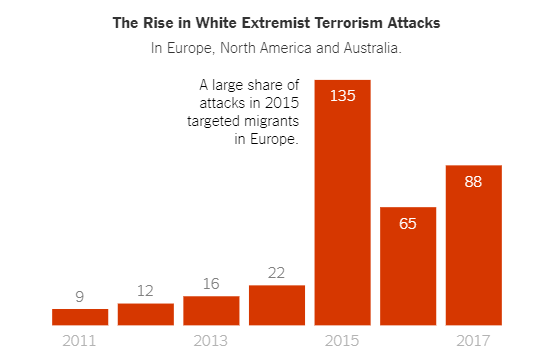 The Rise in White Extremist Terrorism Attacks
In Europe, North America and Australia.
A large share of
attacks in 2015
targeted migrants
in Europe.
135
88
65
22
16
12
9
2011
2013
2015
2017